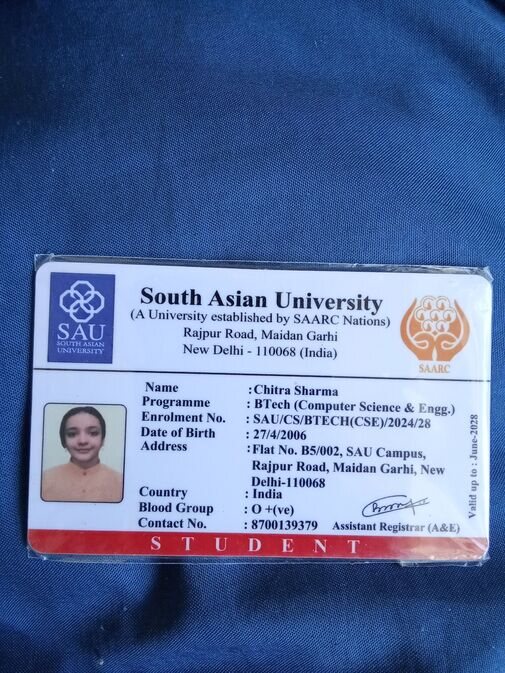 SAU
SOUTH ASIAN
UNIVERSITY
South Asian University
(A University established by SAARC Nations)
Rajpur Road, Maidan Garhi
New Delhi - 110068 (India)
SAARC
Name : Chitra Sharma
Programme : BTech (Computer Science & Engg.)
Enrolment No. : SAU/CS/BTECH(CSE)/2024/28
Date of Birth : 27/4/2006
Address : Flat No. B5/002, SAU Campus,
Rajpur Road, Maidan Garhi, New
Delhi-110068
Country : India
Blood Group : O +(ve)
Contact No. : 8700139379
Assistant Registrar (A&E)
Valid up to : June-2028
STUDENT